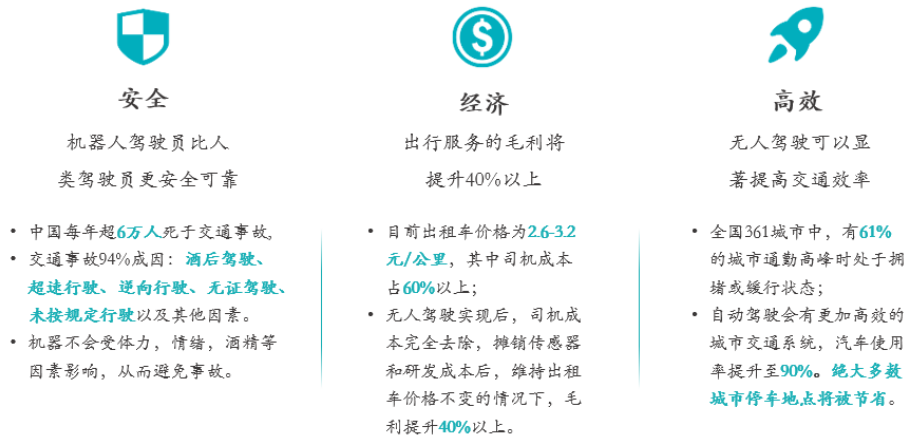 安全
机器人驾驶员比人
类驾驶员更安全可靠
• 中国每年超6万人死于交通事故,
• 交通事故94%成因：酒后驾驶、
超速行驶、逆向行驶、无证驾驶、
未按规定行驶以及其他因素。
• 机器不会受体力，情绪，酒精等
因素影响，从而避免事故。
$
经济
出行服务的毛利将
提升40%以上
• 目前出租车价格为2.6-3.2
元/公里，其中司机成本
占60%以上；
• 无人驾驶实现后，司机成
本完全去除，摊销传感器
和研发成本后，维持出租
车价格不变的情况下，毛
利提升40%以上。
高效
无人驾驶可以显
著提高交通效率
• 全国361城市中，有61%
的城市通勤高峰时处于拥
堵或缓行状态；
• 自动驾驶会有更加高效的
城市交通系统，汽车使用
率提升至90%。绝大多数
城市停车地点将被节省。